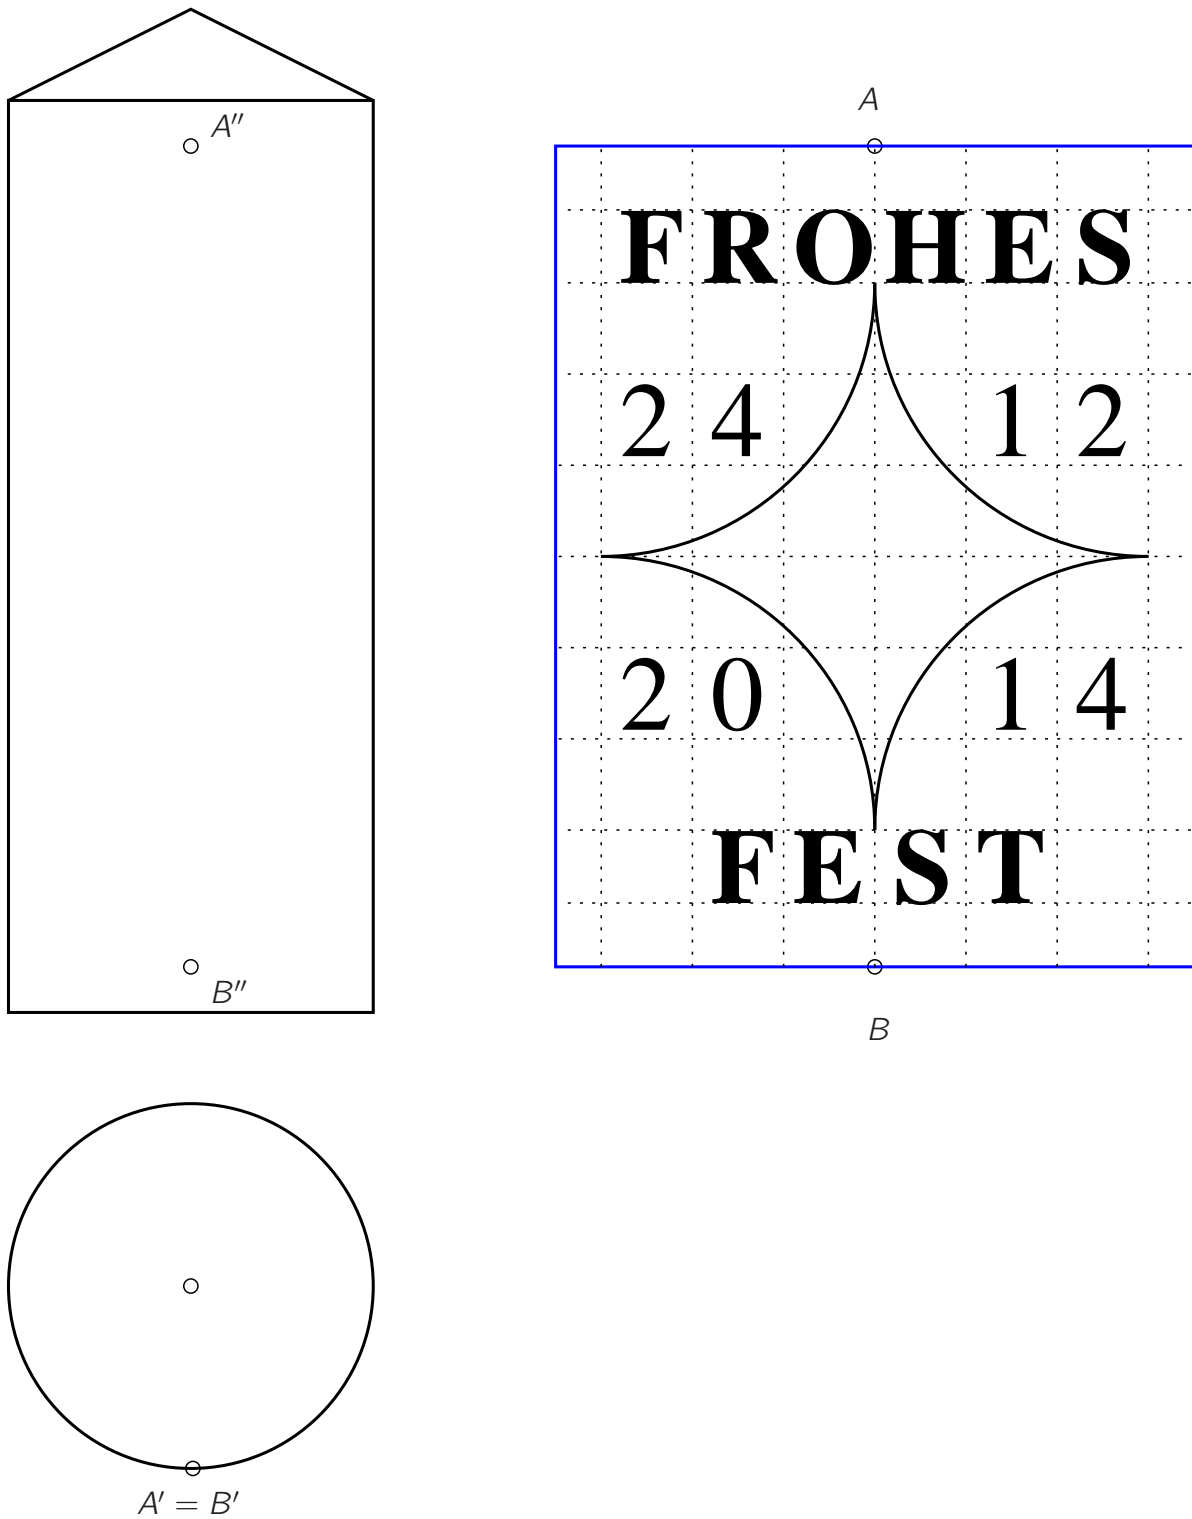 A″
A
FROHES
24 12
20 14
FEST
B″
B
A′ = B′